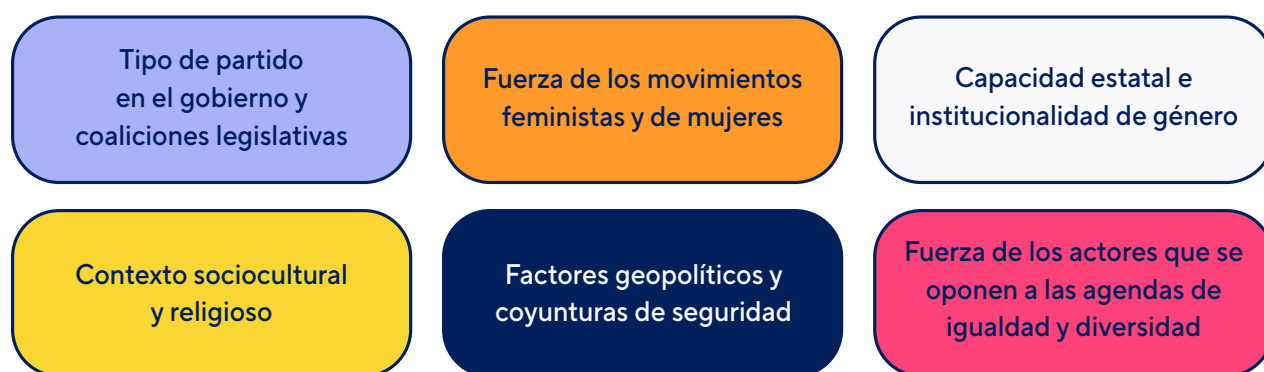 Tipo de partido
en el gobierno y
coaliciones legislativas
Fuerza de los movimientos
feministas y de mujeres
Capacidad estatal e
institucionalidad de género
Contexto sociocultural
y religioso
Factores geopolíticos y
coyunturas de seguridad
Fuerza de los actores que se
oponen a las agendas de
igualdad y diversidad